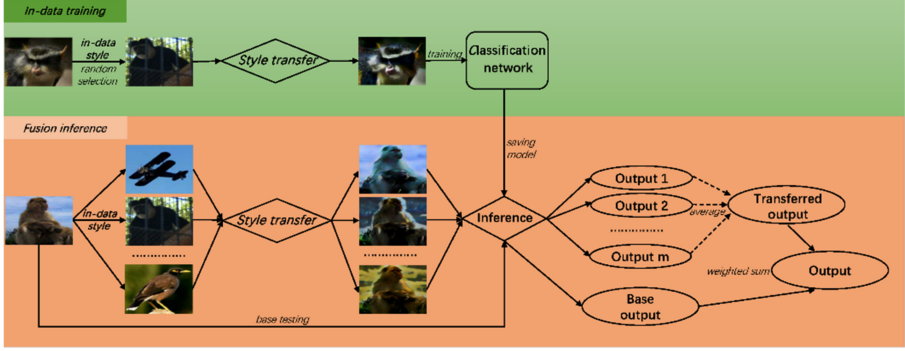 In-data training
in-data
style
random
selection
Style transfer
training
Classification
network
Fusion inference
saving
model
in-data
style
Style transfer
Inference
Output 1
Output 2
Output m
average
Transferred
output
weighted sum
Output
Base
output
base testing